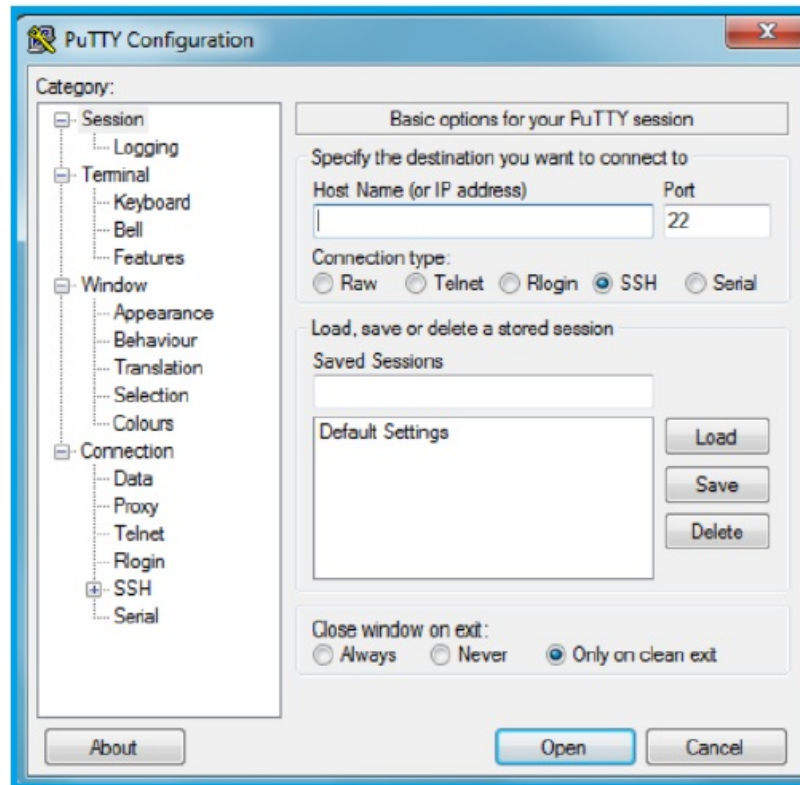 PuTTY Configuration
X
Category:
Session
Logging
Terminal
Keyboard
Bell
Features
Window
Appearance
Behaviour
Translation
Selection
Colours
Connection
Data
Proxy
Telnet
Rlogin
SSH
Serial
Basic options for your PuTTY session
Specify the destination you want to connect to
Host Name (or IP address) Port
22
Connection type:
Raw Telnet Rlogin SSH Serial
Load, save or delete a stored session
Saved Sessions
Default Settings
Load
Save
Delete
Close window on exit:
Always Never Only on clean exit
About Open Cancel